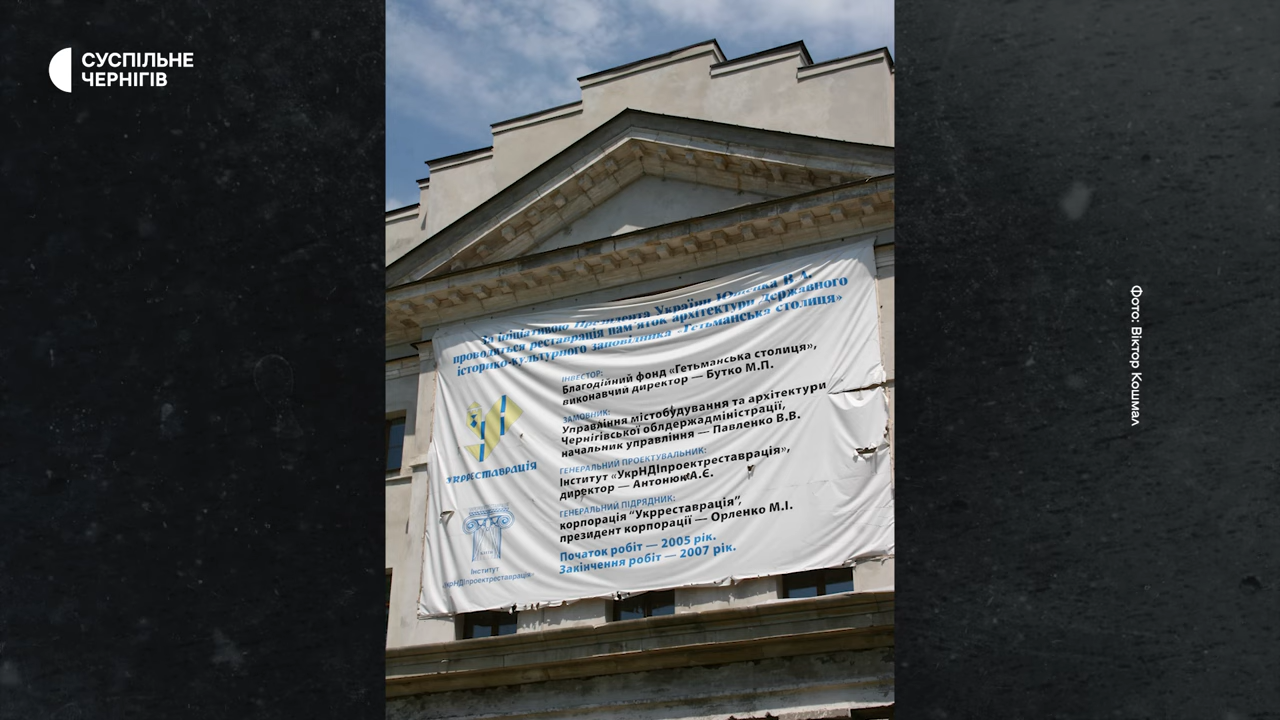 СУСПІЛЬНЕ
ЧЕРНІГІВ
За ініціативою Президента України Ющенка В.А.
проводиться реставрація пам'яток архітектури Державного
історико-культурного заповідника «Гетьманська столиця»
ІНВЕСТОР:
Благодійний фонд «Гетьманська столиця»,
виконавчий директор — Бутко М.П.
ЗАМОВНИК:
Управління містобудування та архітектури
Чернігівської облдержадміністрації,
начальник управління — Павленко В.В.
ГЕНЕРАЛЬНИЙ ПРОЕКТУВАЛЬНИК:
Інститут «УкрНДІпроектреставрація»,
директор — Антонюк А.Є.
ГЕНЕРАЛЬНИЙ ПІДРЯДНИК:
корпорація “Укрреставрація”,
президент корпорації — Орленко М.І.
Початок робіт — 2005 рік.
Закінчення робіт — 2007 рік.
укрреставрація
Інститут
«УкрНДІпроектреставрація»
Фото: Віктор Кошмал